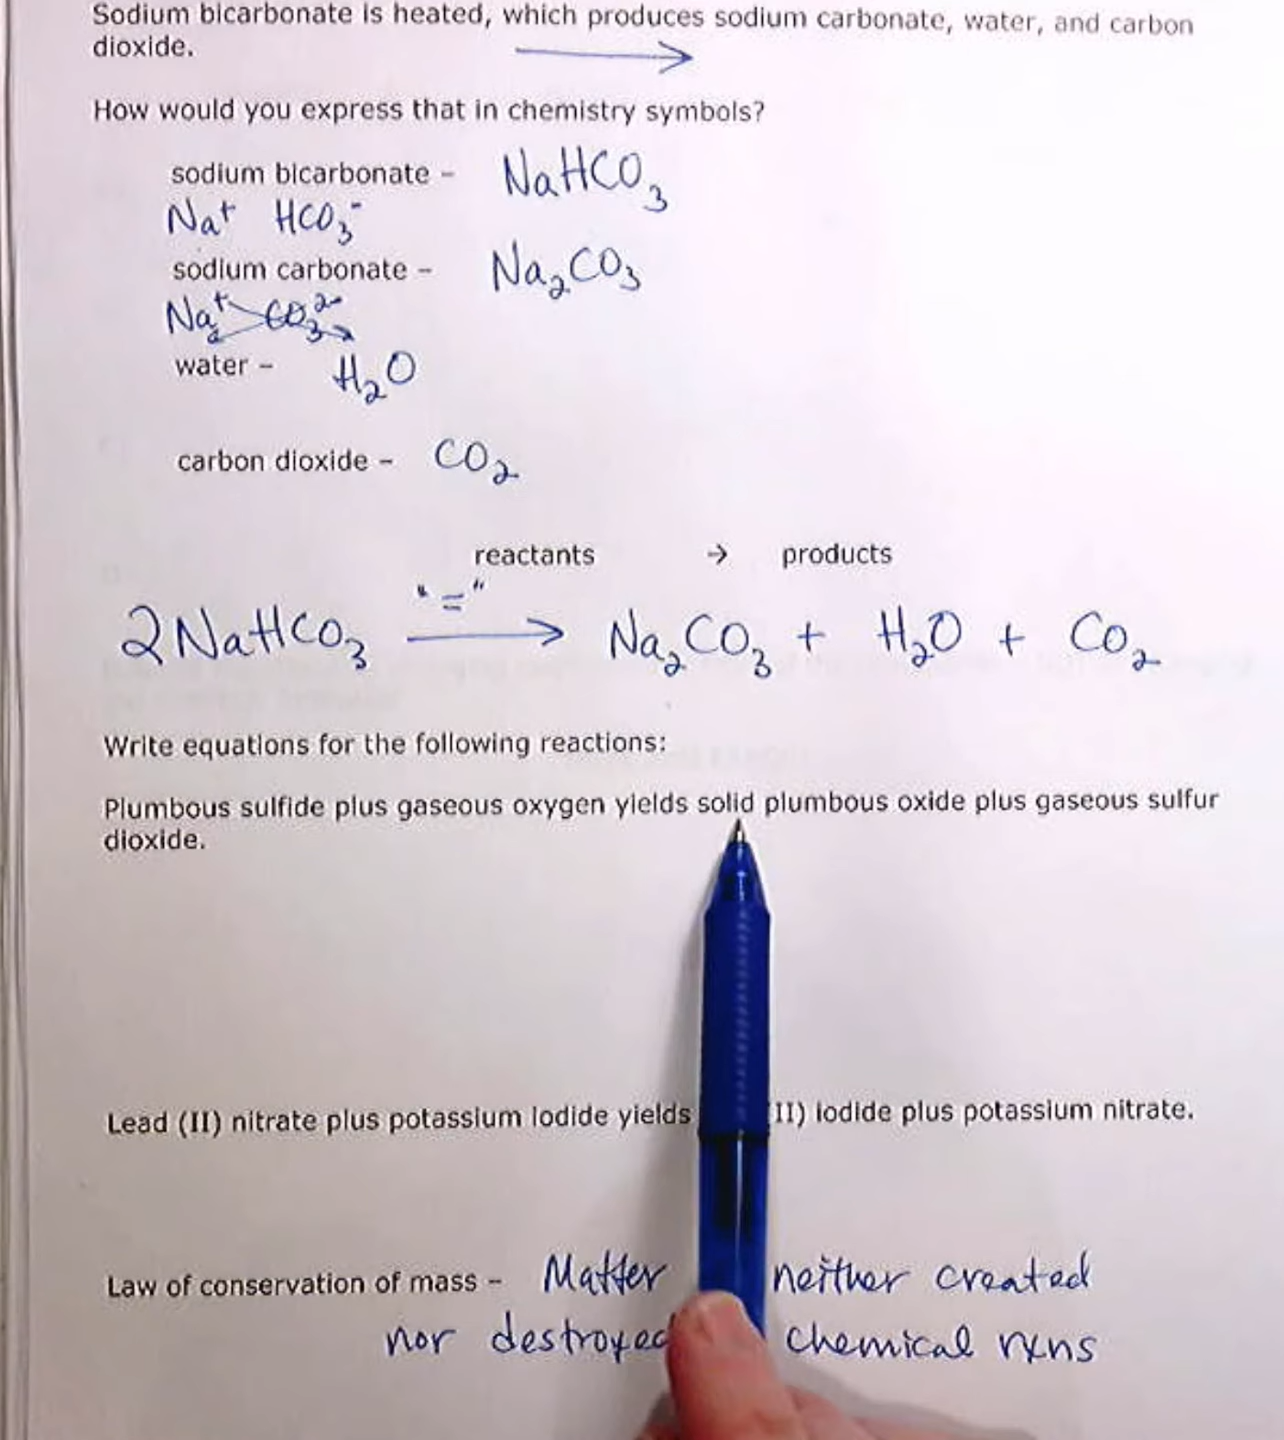 Sodium bicarbonate is heated, which produces sodium carbonate, water, and carbon
dioxide.
How would you express that in chemistry symbols?
sodium bicarbonate - NaHCO₃
Na⁺ HCO₃⁻
sodium carbonate - Na₂CO₃
Na₂⁺ CO₃²⁻
water - H₂O
carbon dioxide - CO₂
reactants → products
"="
2NaHCO₃ → Na₂CO₃ + H₂O + CO₂
Write equations for the following reactions:
Plumbous sulfide plus gaseous oxygen yields solid plumbous oxide plus gaseous sulfur
dioxide.
Lead (II) nitrate plus potassium iodide yields II) iodide plus potassium nitrate.
Law of conservation of mass - Matter neither created
nor destroyed chemical rxns